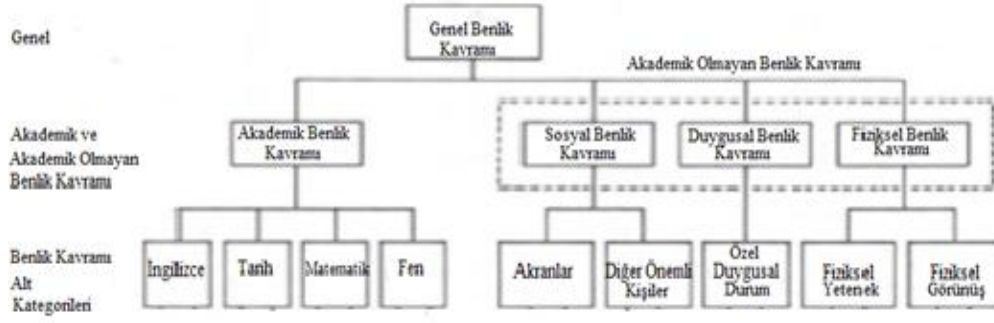 Genel
Genel Benlik
Kavramı
Akademik Olmayan Benlik Kavramı
Akademik ve
Akademik Olmayan
Benlik Kavramı
Akademik Benlik
Kavramı
Sosyal Benlik
Kavramı
Duygusal Benlik
Kavramı
Fiziksel Benlik
Kavramı
Benlik Kavramı
Alt
Kategorileri
İngilizce
Tarih
Matematik
Fen
Akranlar
Diğer Önemli
Kişiler
Özel
Duygusal
Durum
Fiziksel
Yetenek
Fiziksel
Görünüş